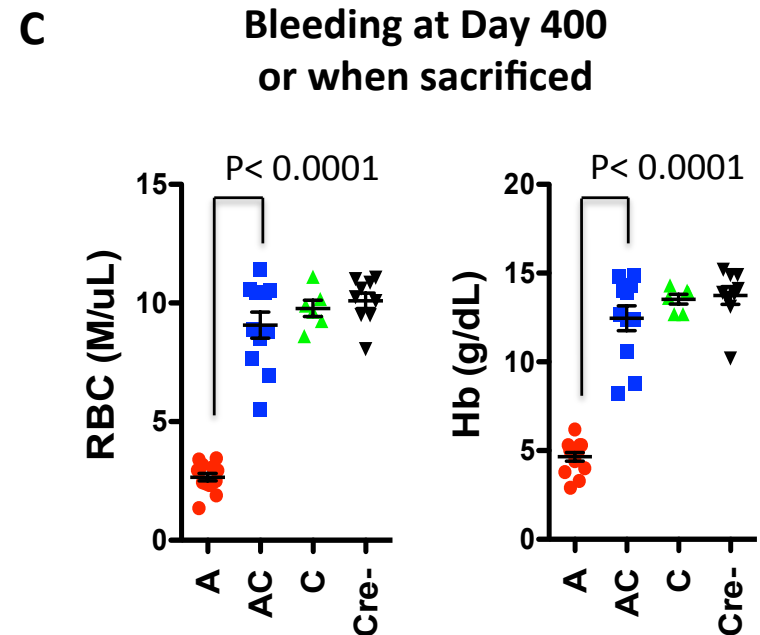 C
Bleeding at Day 400
or when sacrificed
P< 0.0001
15
10
5
0
RBC (M/uL)
A
AC
C
Cre-
P< 0.0001
20
15
10
5
0
Hb (g/dL)
A
AC
C
Cre-